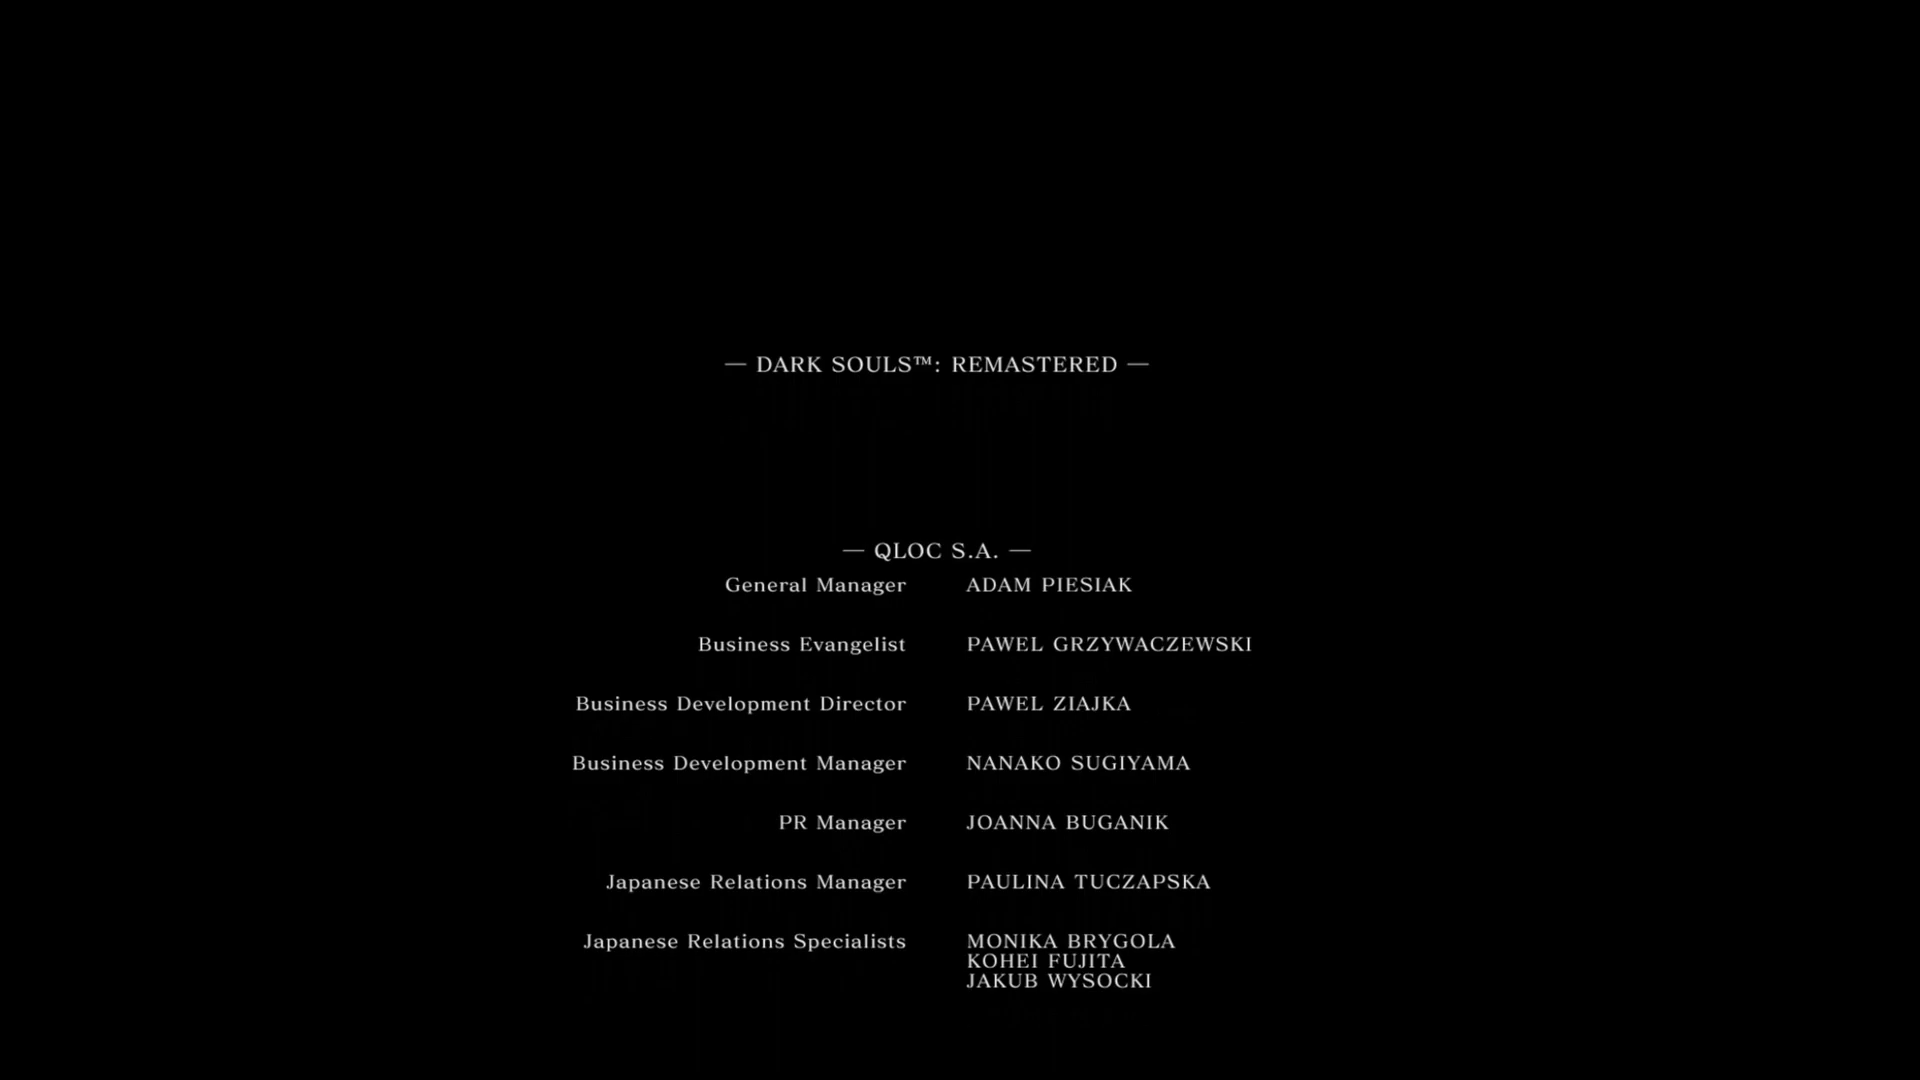 — DARK SOULS™: REMASTERED —
— QLOC S.A. —
General Manager ADAM PIESIAK
Business Evangelist PAWEL GRZYWACZEWSKI
Business Development Director PAWEL ZIAJKA
Business Development Manager NANAKO SUGIYAMA
PR Manager JOANNA BUGANIK
Japanese Relations Manager PAULINA TUCZAPSKA
Japanese Relations Specialists MONIKA BRYGOLA
KOHEI FUJITA
JAKUB WYSOCKI